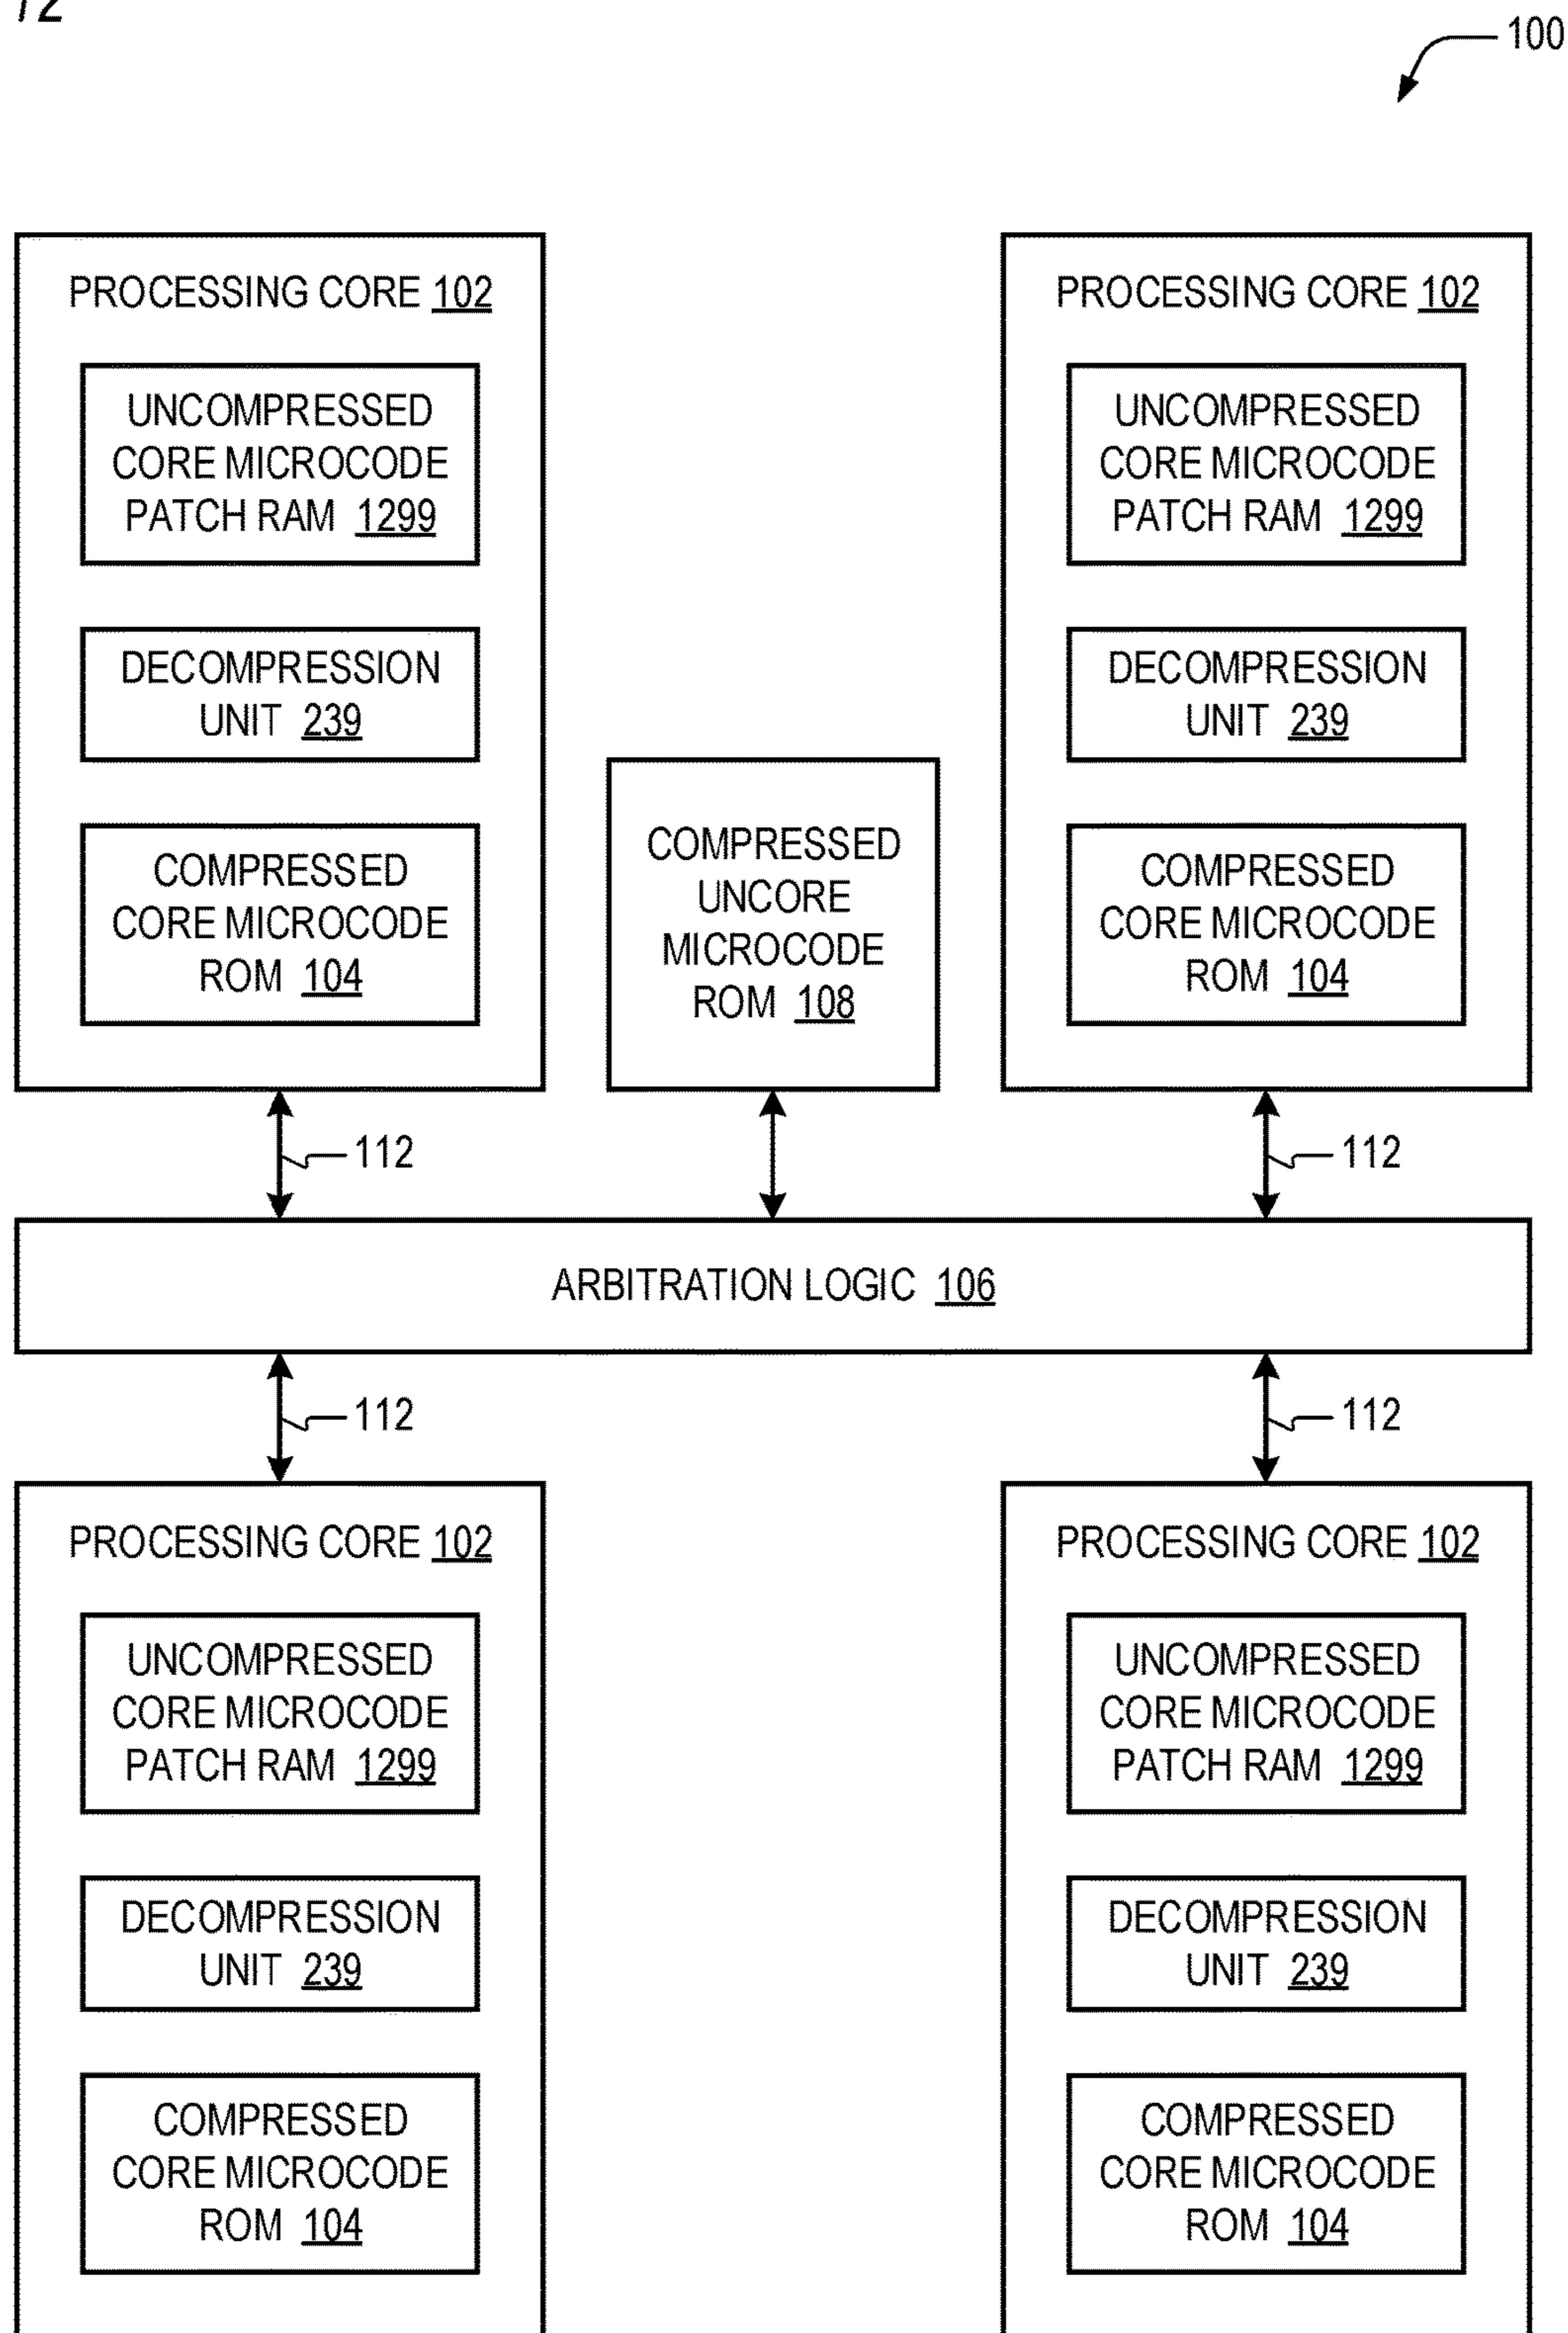 12
100
PROCESSING CORE 102
UNCOMPRESSED
CORE MICROCODE
PATCH RAM 1299
DECOMPRESSION
UNIT 239
COMPRESSED
CORE MICROCODE
ROM 104
COMPRESSED
UNCORE
MICROCODE
ROM 108
PROCESSING CORE 102
UNCOMPRESSED
CORE MICROCODE
PATCH RAM 1299
DECOMPRESSION
UNIT 239
COMPRESSED
CORE MICROCODE
ROM 104
112
112
ARBITRATION LOGIC 106
112
112
PROCESSING CORE 102
UNCOMPRESSED
CORE MICROCODE
PATCH RAM 1299
DECOMPRESSION
UNIT 239
COMPRESSED
CORE MICROCODE
ROM 104
PROCESSING CORE 102
UNCOMPRESSED
CORE MICROCODE
PATCH RAM 1299
DECOMPRESSION
UNIT 239
COMPRESSED
CORE MICROCODE
ROM 104